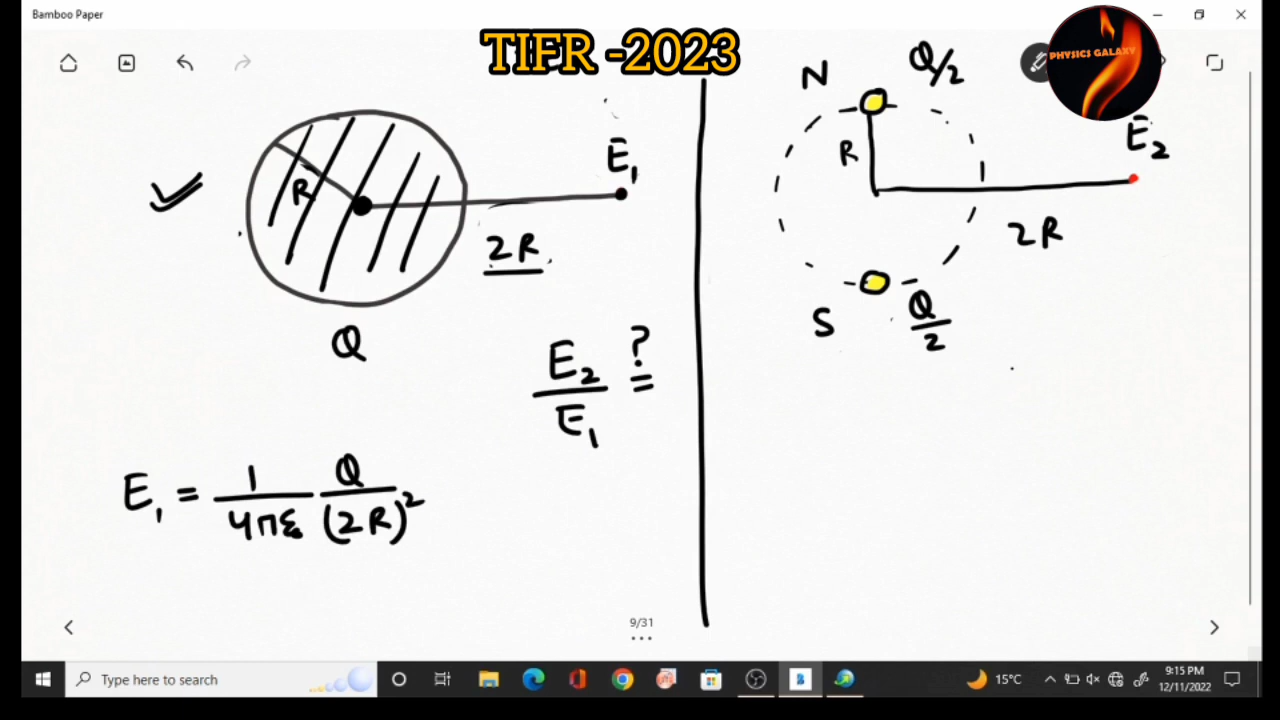 Bamboo Paper
TIFR -2023
PHYSICS GALAXY
N
Q/2
R
E₁
E₂
R
2R
2R
S
Q/2
Q
E₂/E₁ ?=
E₁ = 1/4πε₀ Q/(2R)²
9/31
Type here to search
15°C
9:15 PM
12/11/2022